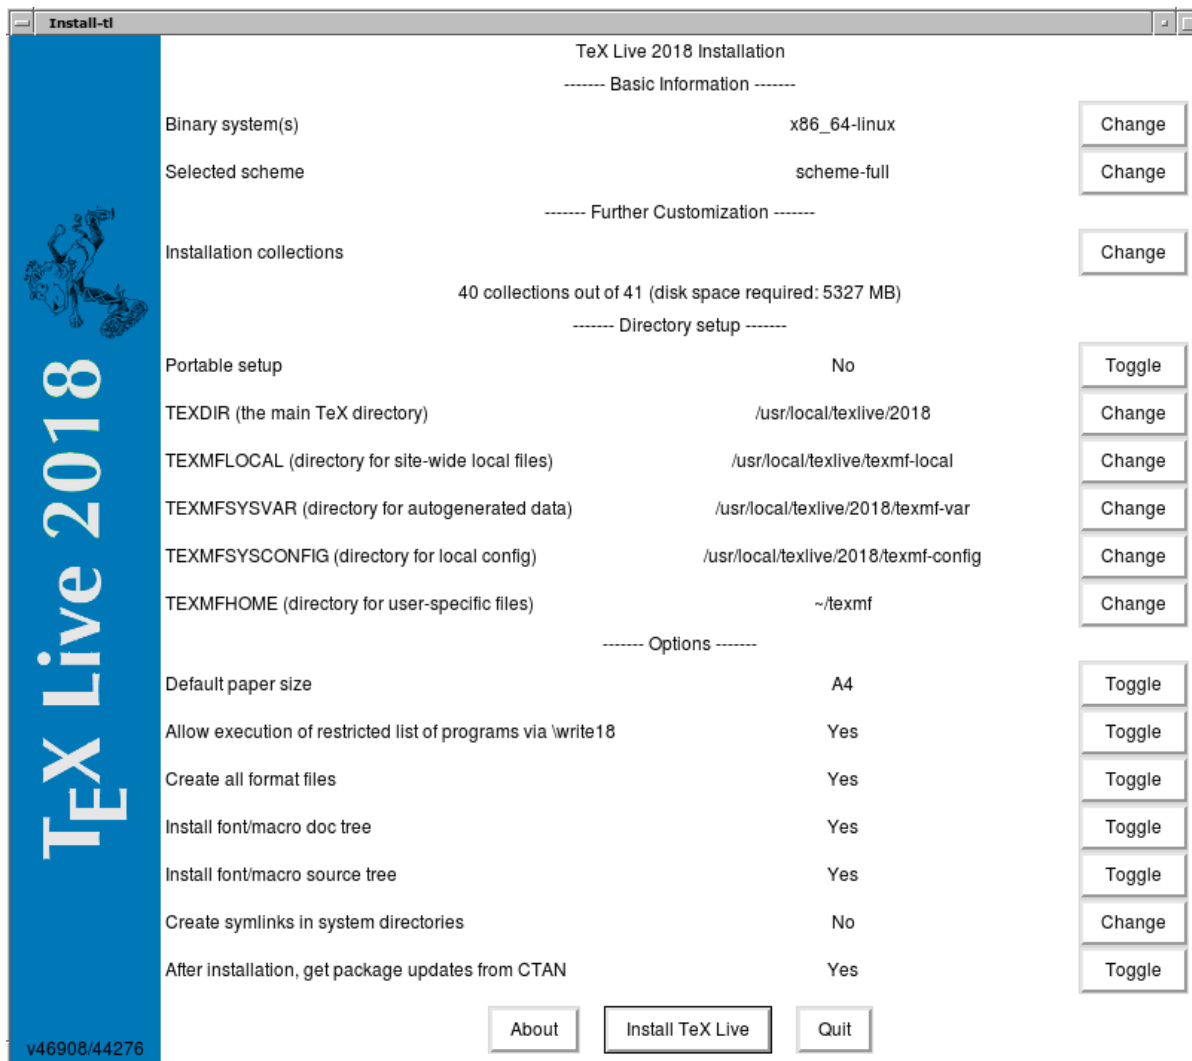 Install-tl
TeX Live 2018 Installation
------- Basic Information -------
Binary system(s) x86_64-linux Change
Selected scheme scheme-full Change
------- Further Customization -------
Installation collections Change
40 collections out of 41 (disk space required: 5327 MB)
------- Directory setup -------
Portable setup No Toggle
TEXDIR (the main TeX directory) /usr/local/texlive/2018 Change
TEXMFLOCAL (directory for site-wide local files) /usr/local/texlive/texmf-local Change
TEXMFSYSVAR (directory for autogenerated data) /usr/local/texlive/2018/texmf-var Change
TEXMFSYSCONFIG (directory for local config) /usr/local/texlive/2018/texmf-config Change
TEXMFHOME (directory for user-specific files) ~/texmf Change
------- Options -------
Default paper size A4 Toggle
Allow execution of restricted list of programs via \write18 Yes Toggle
Create all format files Yes Toggle
Install font/macro doc tree Yes Toggle
Install font/macro source tree Yes Toggle
Create symlinks in system directories No Change
After installation, get package updates from CTAN Yes Toggle
About Install TeX Live Quit
TEX Live 2018
v46908/44276